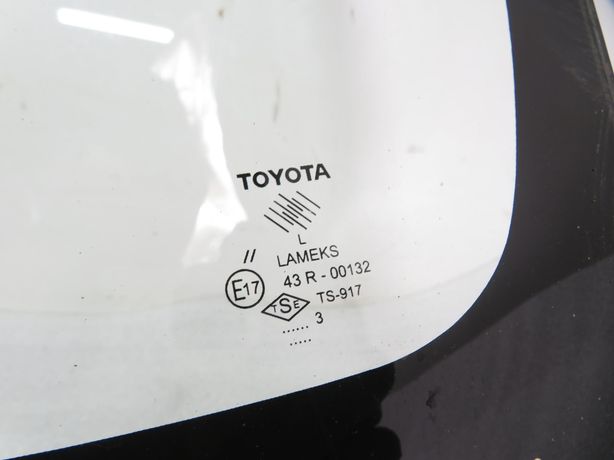 TOYOTA
L
// LAMEKS
E17 43 R - 00132
TSE TS-917
...... 3
.....